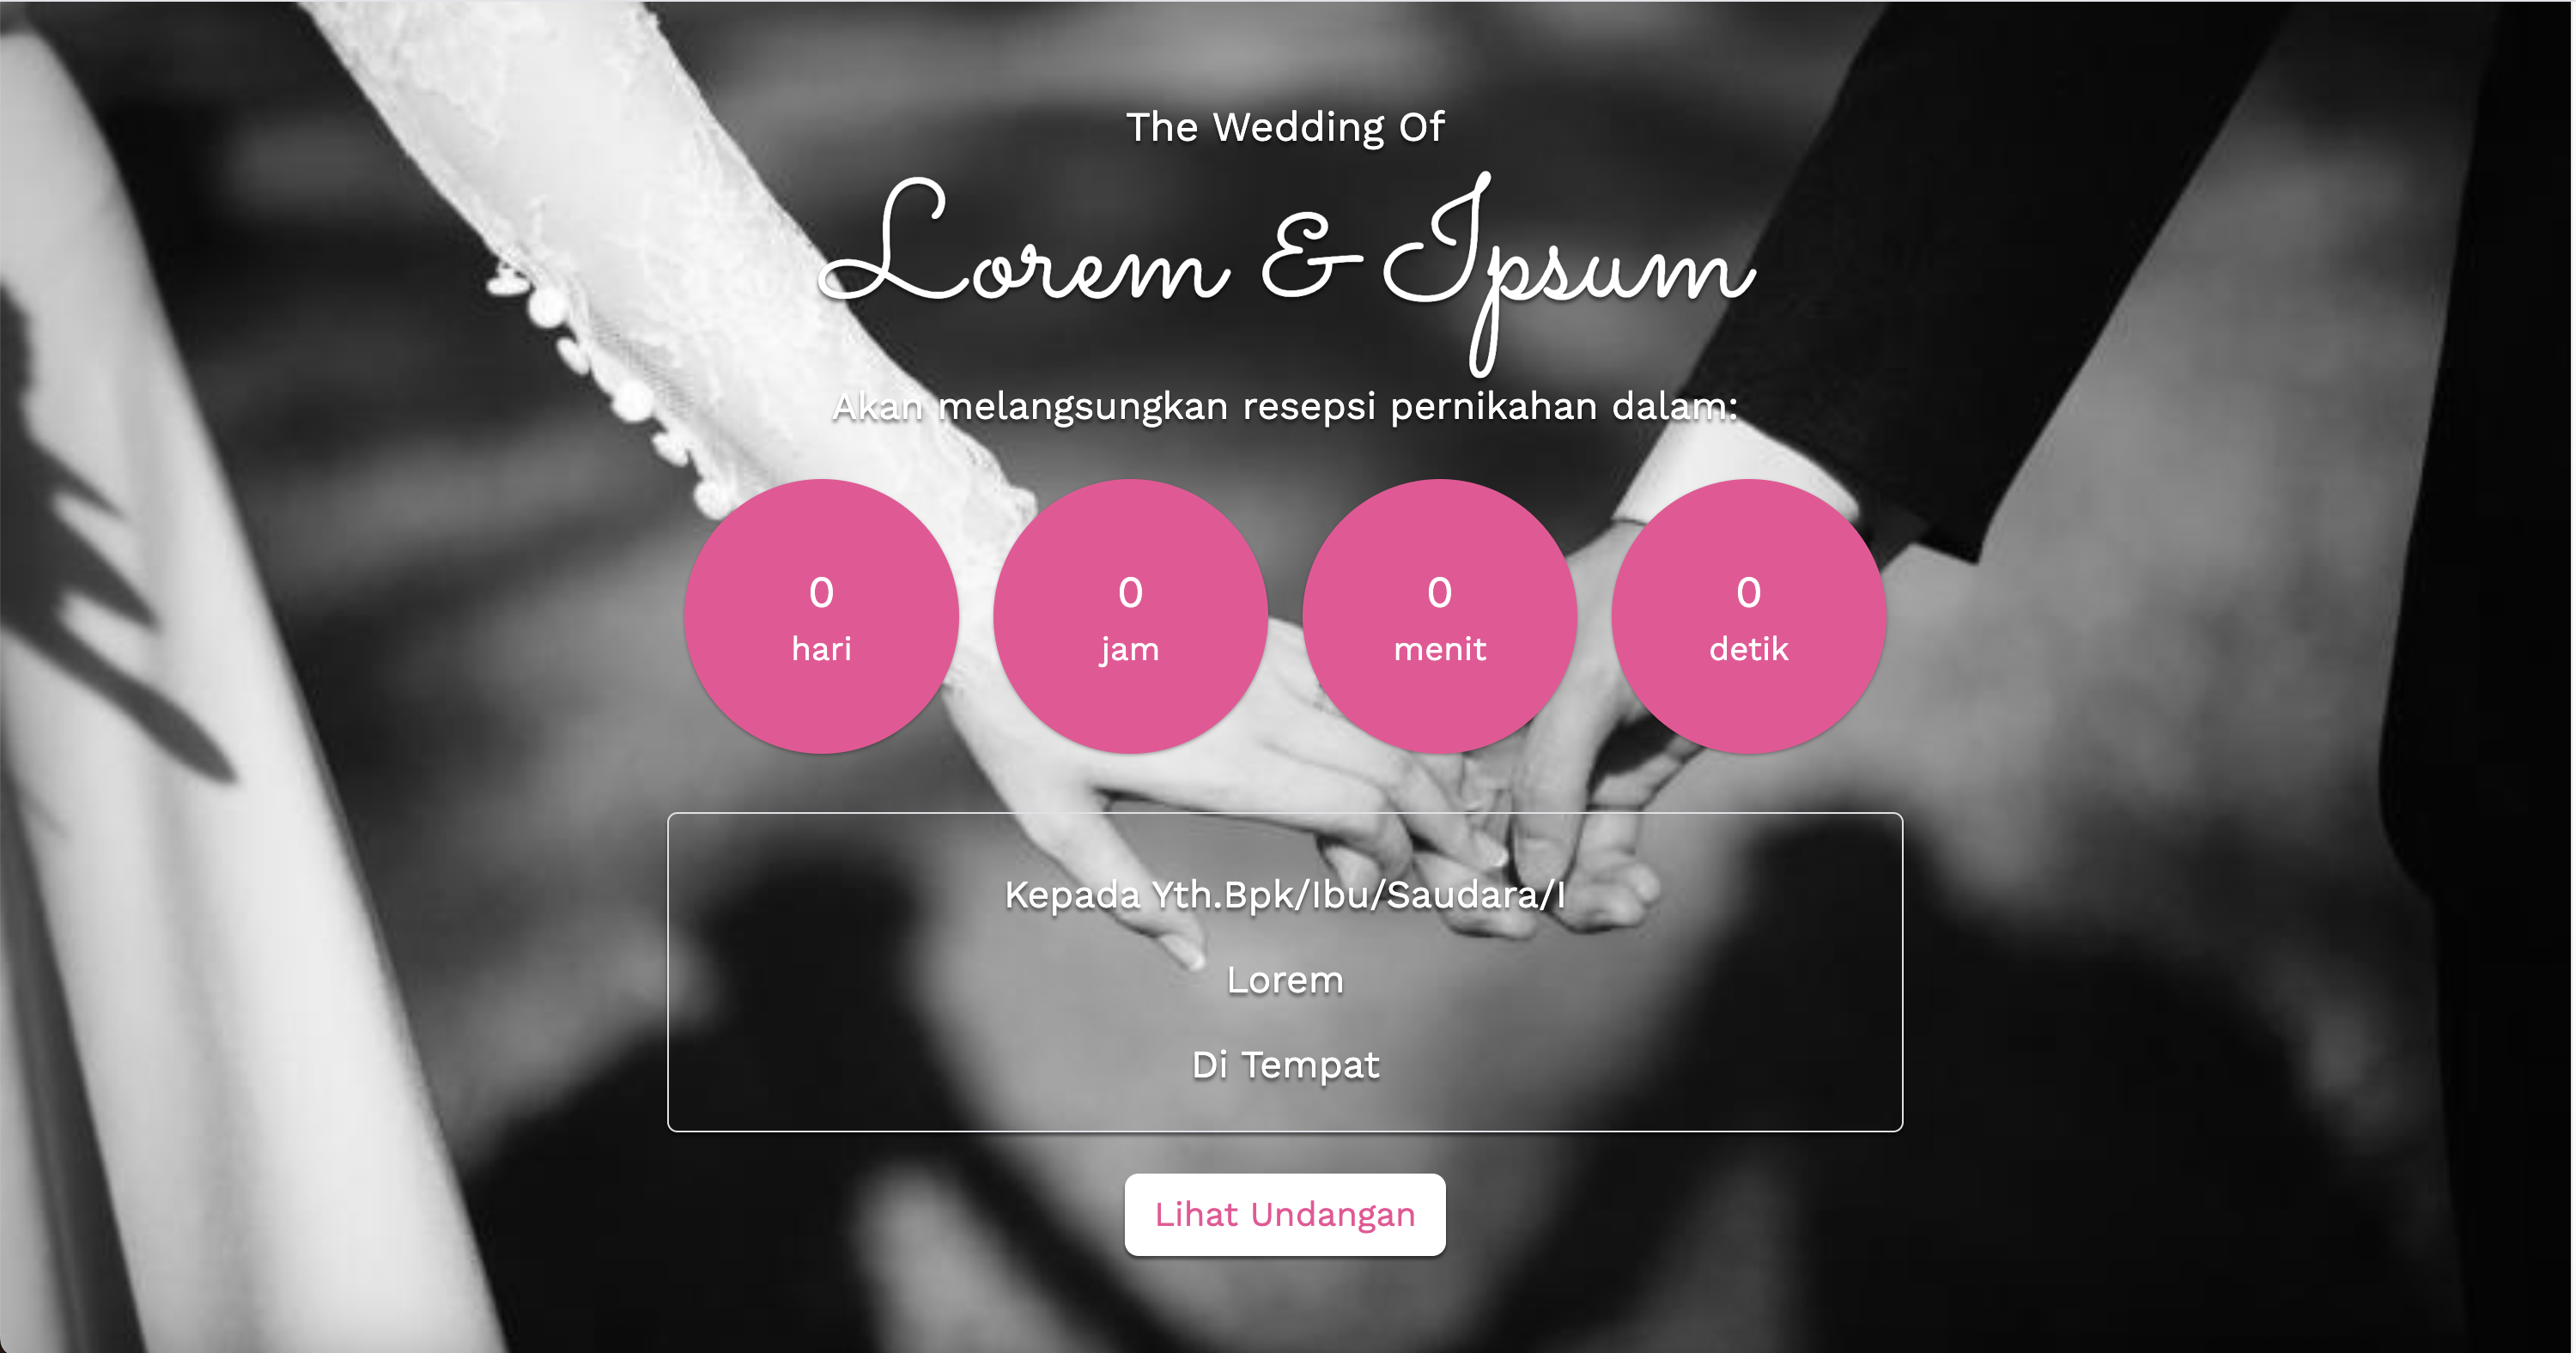 The Wedding Of
Lorem & Ipsum
Akan melangsungkan resepsi pernikahan dalam:
0 0 0 0
hari jam menit detik
Kepada Yth.Bpk/Ibu/Saudara/I
Lorem
Di Tempat
Lihat Undangan